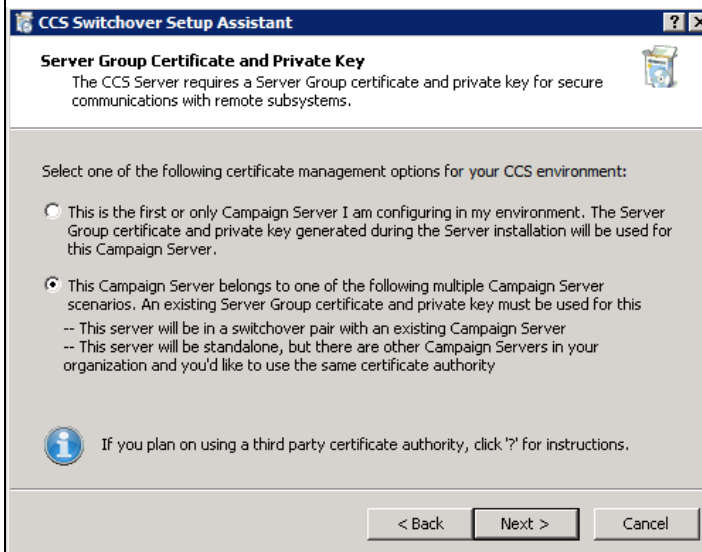 CCS Switchover Setup Assistant
? X
Server Group Certificate and Private Key
The CCS Server requires a Server Group certificate and private key for secure
communications with remote subsystems.
Select one of the following certificate management options for your CCS environment:
This is the first or only Campaign Server I am configuring in my environment. The Server
Group certificate and private key generated during the Server installation will be used for
this Campaign Server.
This Campaign Server belongs to one of the following multiple Campaign Server
scenarios. An existing Server Group certificate and private key must be used for this
-- This server will be in a switchover pair with an existing Campaign Server
-- This server will be standalone, but there are other Campaign Servers in your
organization and you'd like to use the same certificate authority
If you plan on using a third party certificate authority, click '?' for instructions.
< Back Next > Cancel